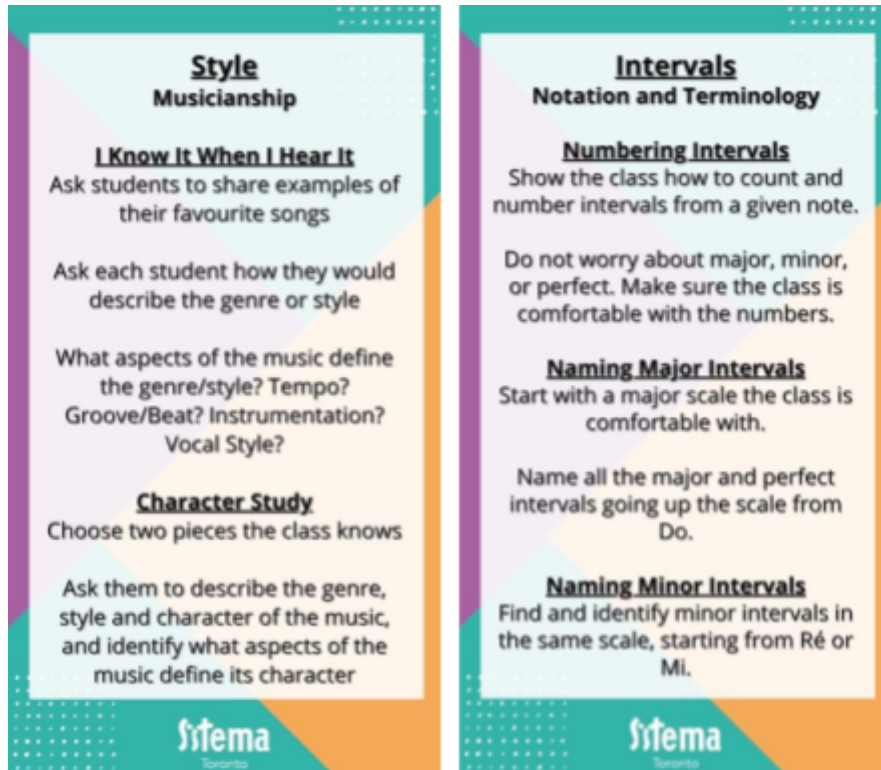 Style
Musicianship
I Know It When I Hear It
Ask students to share examples of
their favourite songs
Ask each student how they would
describe the genre or style
What aspects of the music define
the genre/style? Tempo?
Groove/Beat? Instrumentation?
Vocal Style?
Character Study
Choose two pieces the class knows
Ask them to describe the genre,
style and character of the music,
and identify what aspects of the
music define its character
Sistema
Toronto
Intervals
Notation and Terminology
Numbering Intervals
Show the class how to count and
number intervals from a given note.
Do not worry about major, minor,
or perfect. Make sure the class is
comfortable with the numbers.
Naming Major Intervals
Start with a major scale the class is
comfortable with.
Name all the major and perfect
intervals going up the scale from
Do.
Naming Minor Intervals
Find and identify minor intervals in
the same scale, starting from Ré or
Mi.
Sistema
Toronto